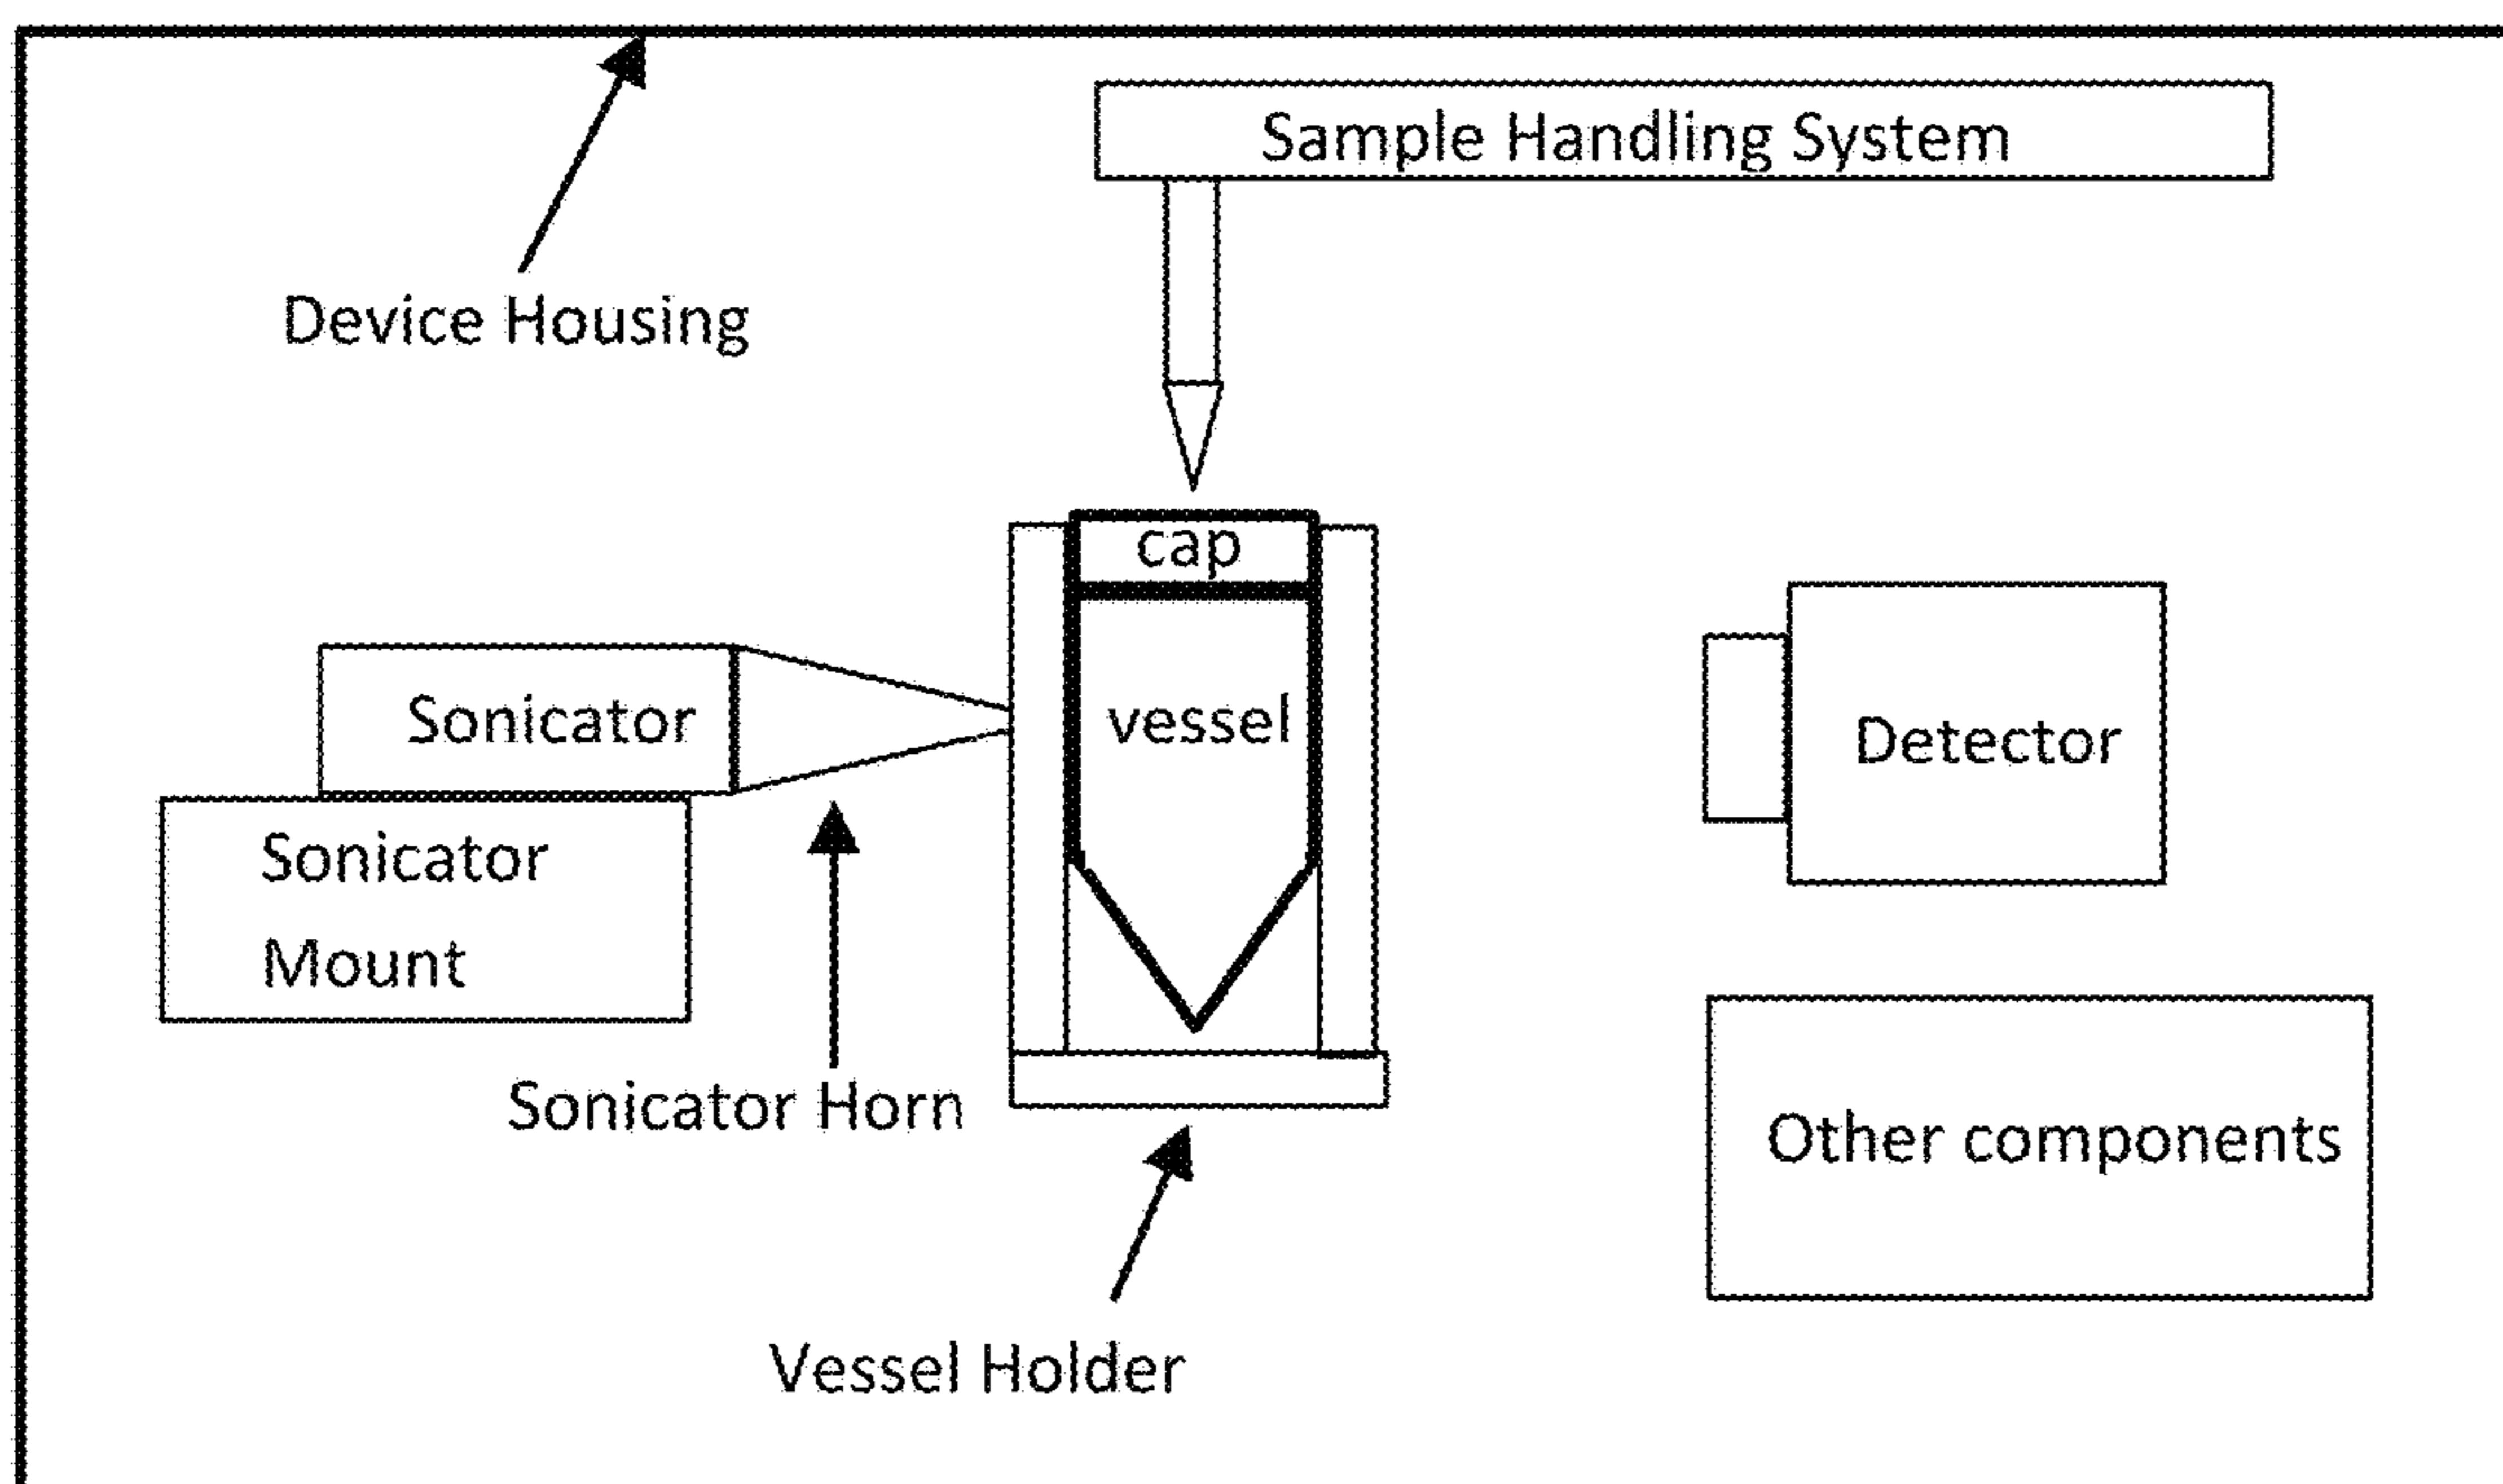 Sample Handling System
Device Housing
cap
Sonicator
vessel
Detector
Sonicator
Mount
Sonicator Horn
Other components
Vessel Holder